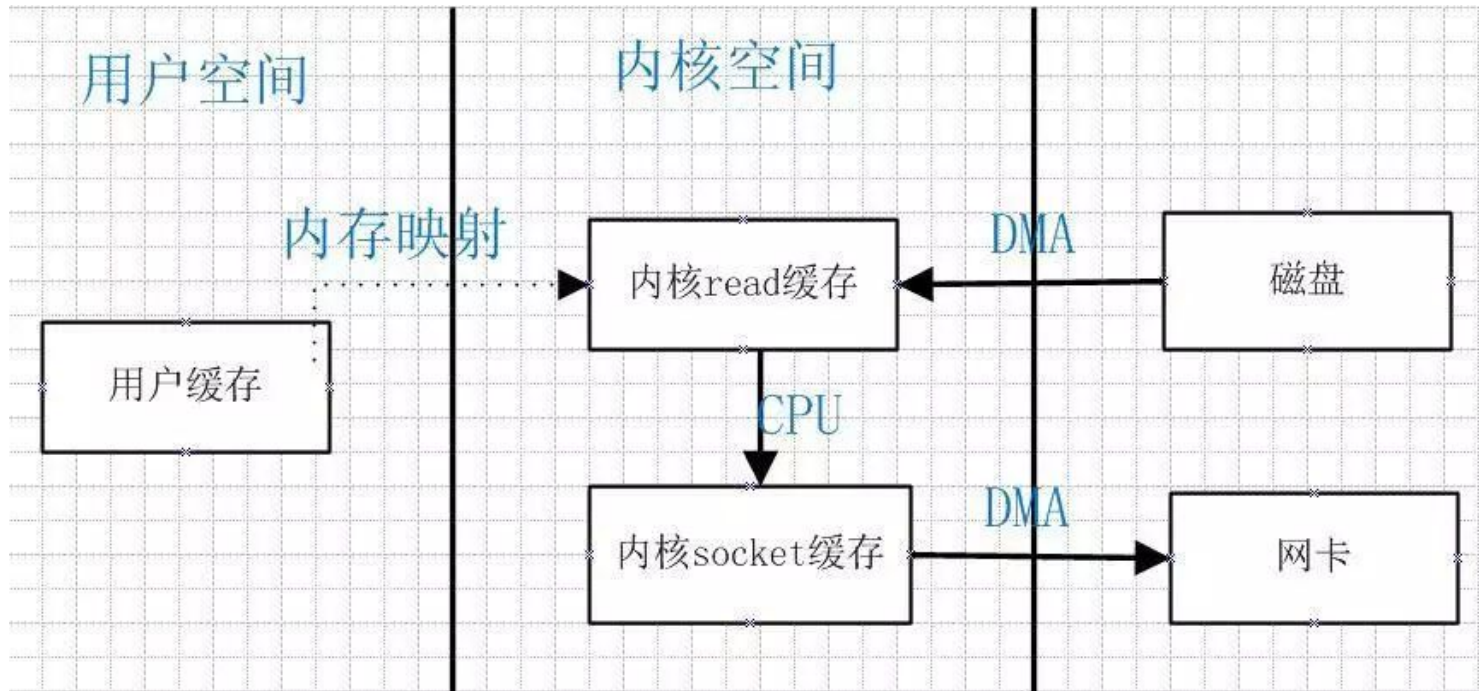 用户空间
内核空间
内存映射
DMA
内核read缓存
磁盘
用户缓存
CPU
DMA
内核socket缓存
网卡